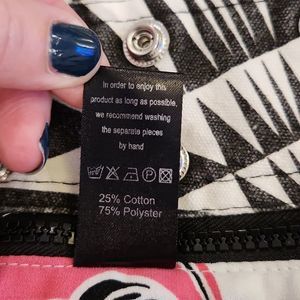 In order to enjoy this
product as long as possible,
we recommend washing
the separate pieces
by hand
25% Cotton
75% Polyster